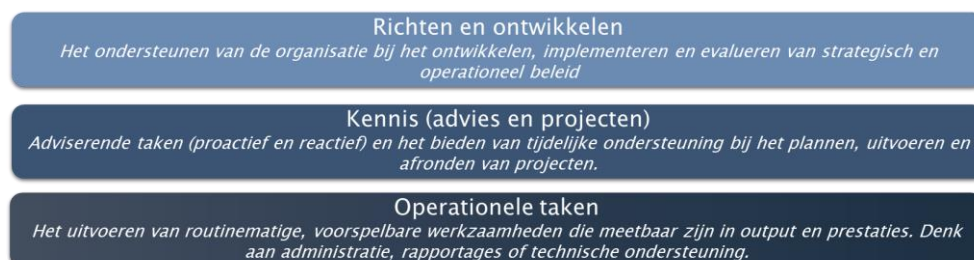 Richten en ontwikkelen
Het ondersteunen van de organisatie bij het ontwikkelen, implementeren en evalueren van strategisch en
operationeel beleid
Kennis (advies en projecten)
Adviserende taken (proactief en reactief) en het bieden van tijdelijke ondersteuning bij het plannen, uitvoeren en
afronden van projecten.
Operationele taken
Het uitvoeren van routinematige, voorspelbare werkzaamheden die meetbaar zijn in output en prestaties. Denk
aan administratie, rapportages of technische ondersteuning.